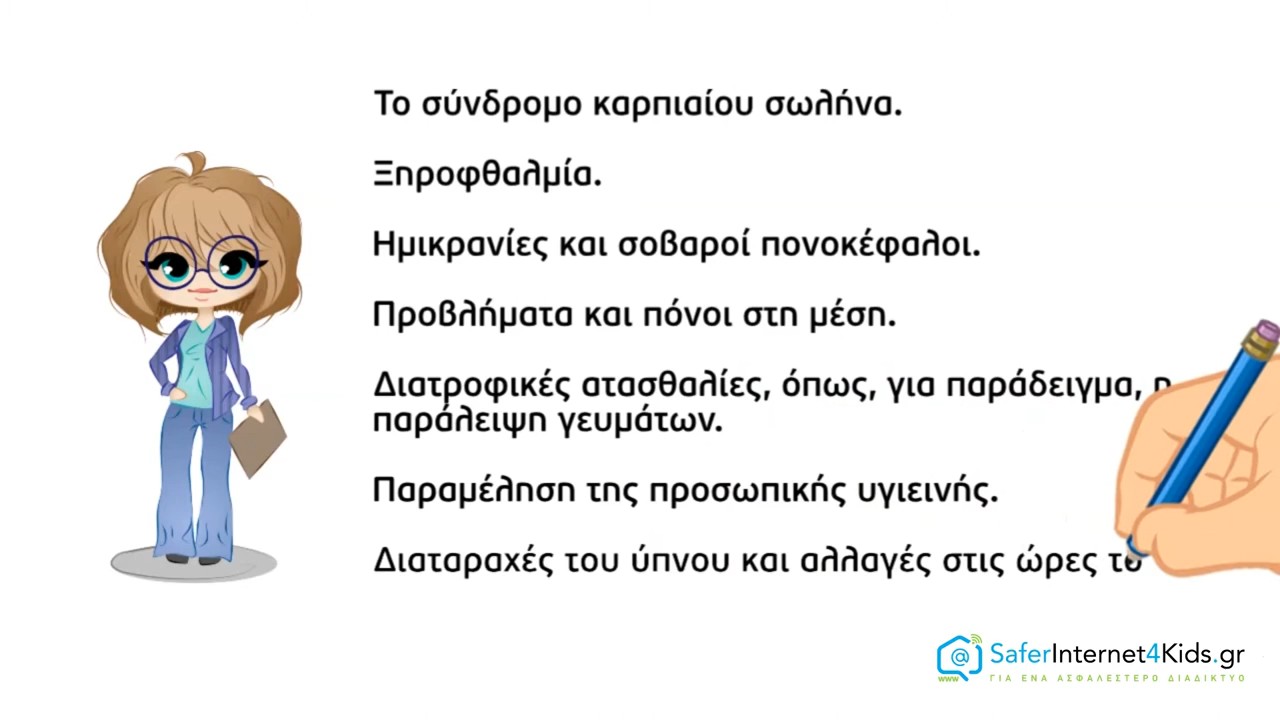 Το σύνδρομο καρπιαίου σωλήνα.
Ξηροφθαλμία.
Ημικρανίες και σοβαροί πονοκέφαλοι.
Προβλήματα και πόνοι στη μέση.
Διατροφικές ατασθαλίες, όπως, για παράδειγμα, η
παράλειψη γευμάτων.
Παραμέληση της προσωπικής υγιεινής.
Διαταραχές του ύπνου και αλλαγές στις ώρες
@
www
SaferInternet4Kids.gr
ΓΙΑ ΕΝΑ ΑΣΦΑΛΕΣΤΕΡΟ ΔΙΑΔΙΚΤΥΟ